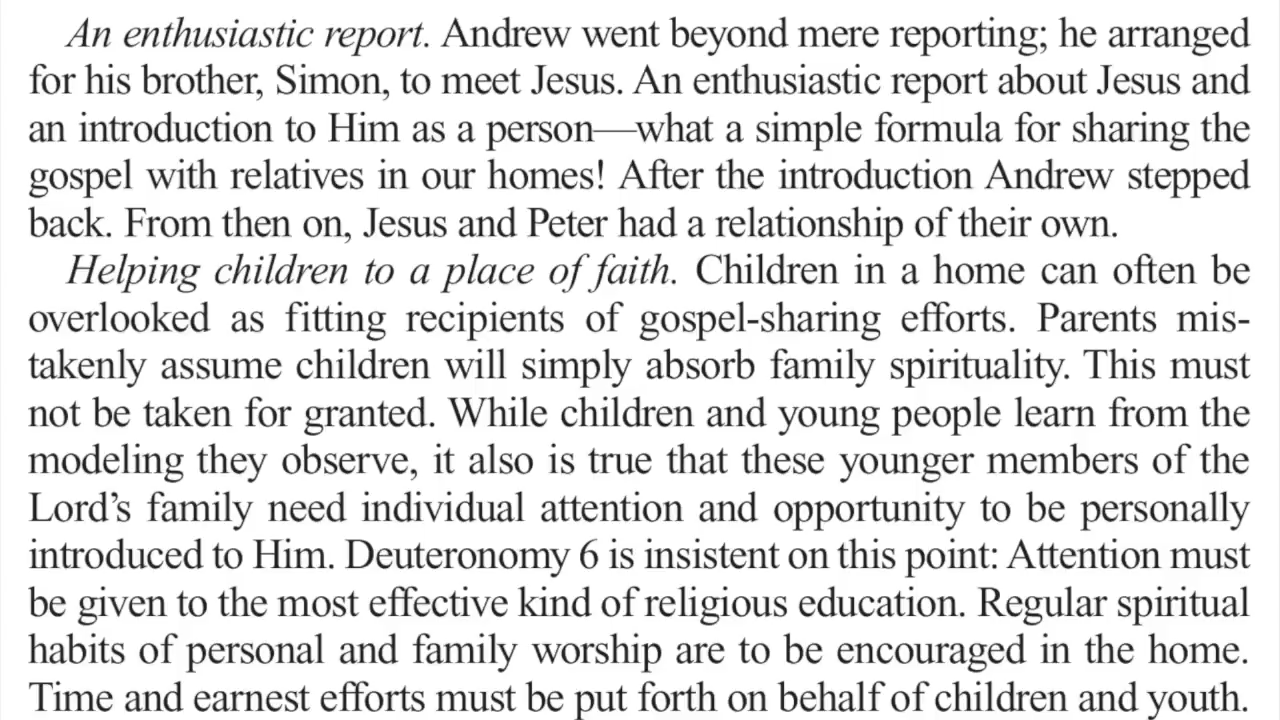 An enthusiastic report. Andrew went beyond mere reporting; he arranged
for his brother, Simon, to meet Jesus. An enthusiastic report about Jesus and
an introduction to Him as a person—what a simple formula for sharing the
gospel with relatives in our homes! After the introduction Andrew stepped
back. From then on, Jesus and Peter had a relationship of their own.
Helping children to a place of faith. Children in a home can often be
overlooked as fitting recipients of gospel-sharing efforts. Parents mis-
takenly assume children will simply absorb family spirituality. This must
not be taken for granted. While children and young people learn from the
modeling they observe, it also is true that these younger members of the
Lord’s family need individual attention and opportunity to be personally
introduced to Him. Deuteronomy 6 is insistent on this point: Attention must
be given to the most effective kind of religious education. Regular spiritual
habits of personal and family worship are to be encouraged in the home.
Time and earnest efforts must be put forth on behalf of children and youth.